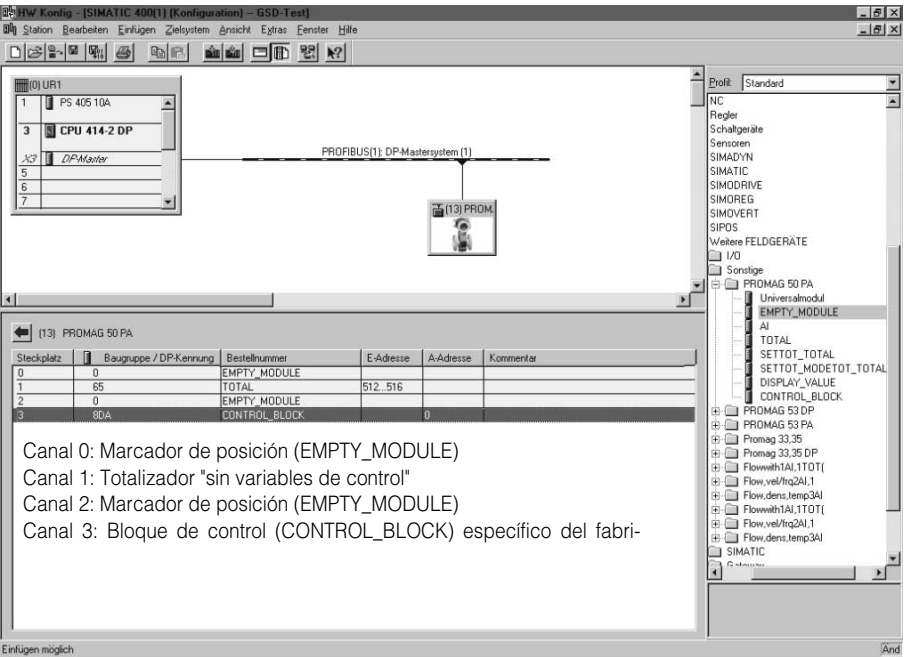 HW Konfig - [SIMATIC 400(1) (Konfiguration) -- GSD-Test]
Station Bearbeiten Einfügen Zielsystem Ansicht Extras Fenster Hilfe
(0) UR1
1 PS 405 10A
3 CPU 414-2 DP
X3 DP-Master
5
6
7
PROFIBUS(1): DP-Mastersystem (1)
(13) PROM.
(13) PROMAG 50 PA
Steckplatz Baugruppe / DP-Kennung Bestellnummer E-Adresse A-Adresse Kommentar
0 0 EMPTY_MODULE
1 65 TOTAL 512...516
2 0 EMPTY_MODULE
3 8DA CONTROL_BLOCK 0
Canal 0: Marcador de posición (EMPTY_MODULE)
Canal 1: Totalizador "sin variables de control"
Canal 2: Marcador de posición (EMPTY_MODULE)
Canal 3: Bloque de control (CONTROL_BLOCK) específico del fabri-
Profil: Standard
NC
Regler
Schaltgeräte
Sensoren
SIMADYN
SIMATIC
SIMODRIVE
SIMOREG
SIMOVERT
SIPOS
Weitere FELDGERÄTE
I/O
Sonstige
PROMAG 50 PA
Universalmodul
EMPTY_MODULE
AI
TOTAL
SETTOT_TOTAL
SETTOT_MODETOT_TOTAL
DISPLAY_VALUE
CONTROL_BLOCK
PROMAG 53 DP
PROMAG 53 PA
Promag 33,35
Promag 33,35 DP
Flowwith1AI,1TOT(
Flow,vel/frq2AI,1
Flow,dens,temp3AI
Flowwith1AI,1TOT(
Flow,vel/frq2AI,1
Flow,dens,temp3AI
SIMATIC
Einfügen möglich
Änd